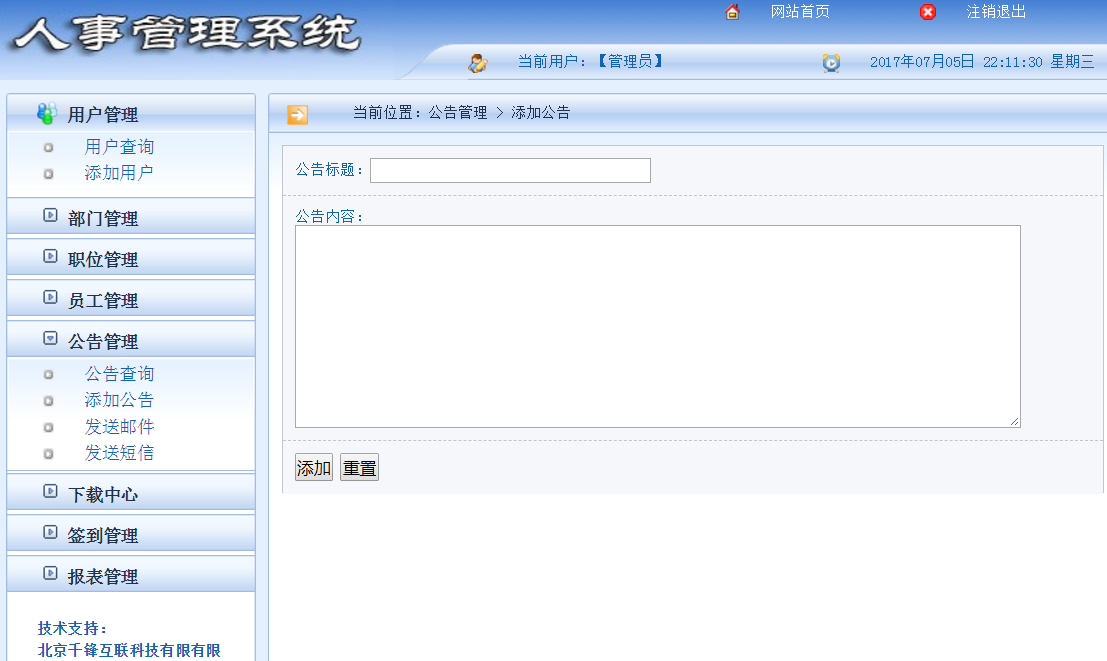 人事管理系统
网站首页 注销退出
当前用户：【管理员】 2017年07月05日 22:11:30 星期三
用户管理
用户查询
添加用户
部门管理
职位管理
员工管理
公告管理
公告查询
添加公告
发送邮件
发送短信
下载中心
签到管理
报表管理
技术支持：
北京千锋互联科技有限有限
当前位置：公告管理 > 添加公告
公告标题：
公告内容：
添加 重置